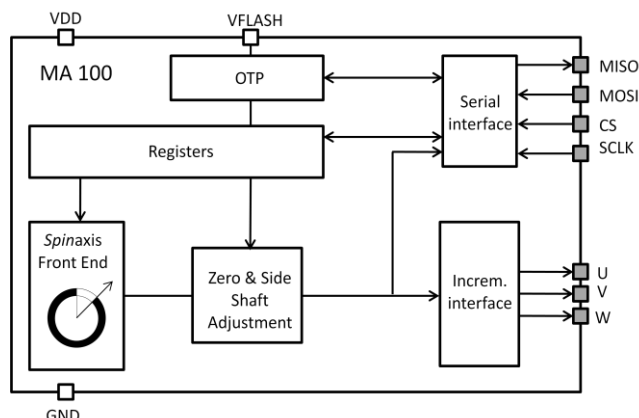 VDD
VFLASH
MA 100
OTP
Serial
interface
MISO
MOSI
CS
SCLK
Registers
Spinaxis
Front End
Zero & Side
Shaft
Adjustment
Increm.
interface
U
V
W
GND